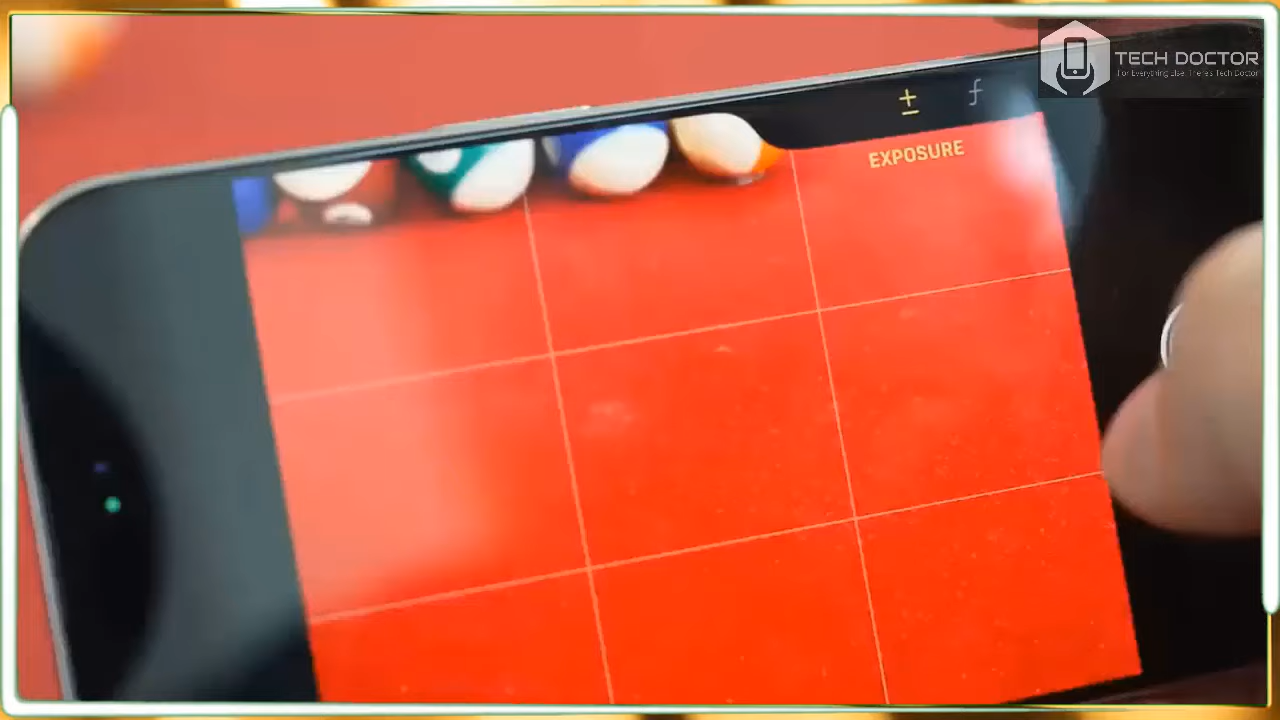 TECH DOCTOR
For Everything Else, There's Tech Doctor
±
f
EXPOSURE